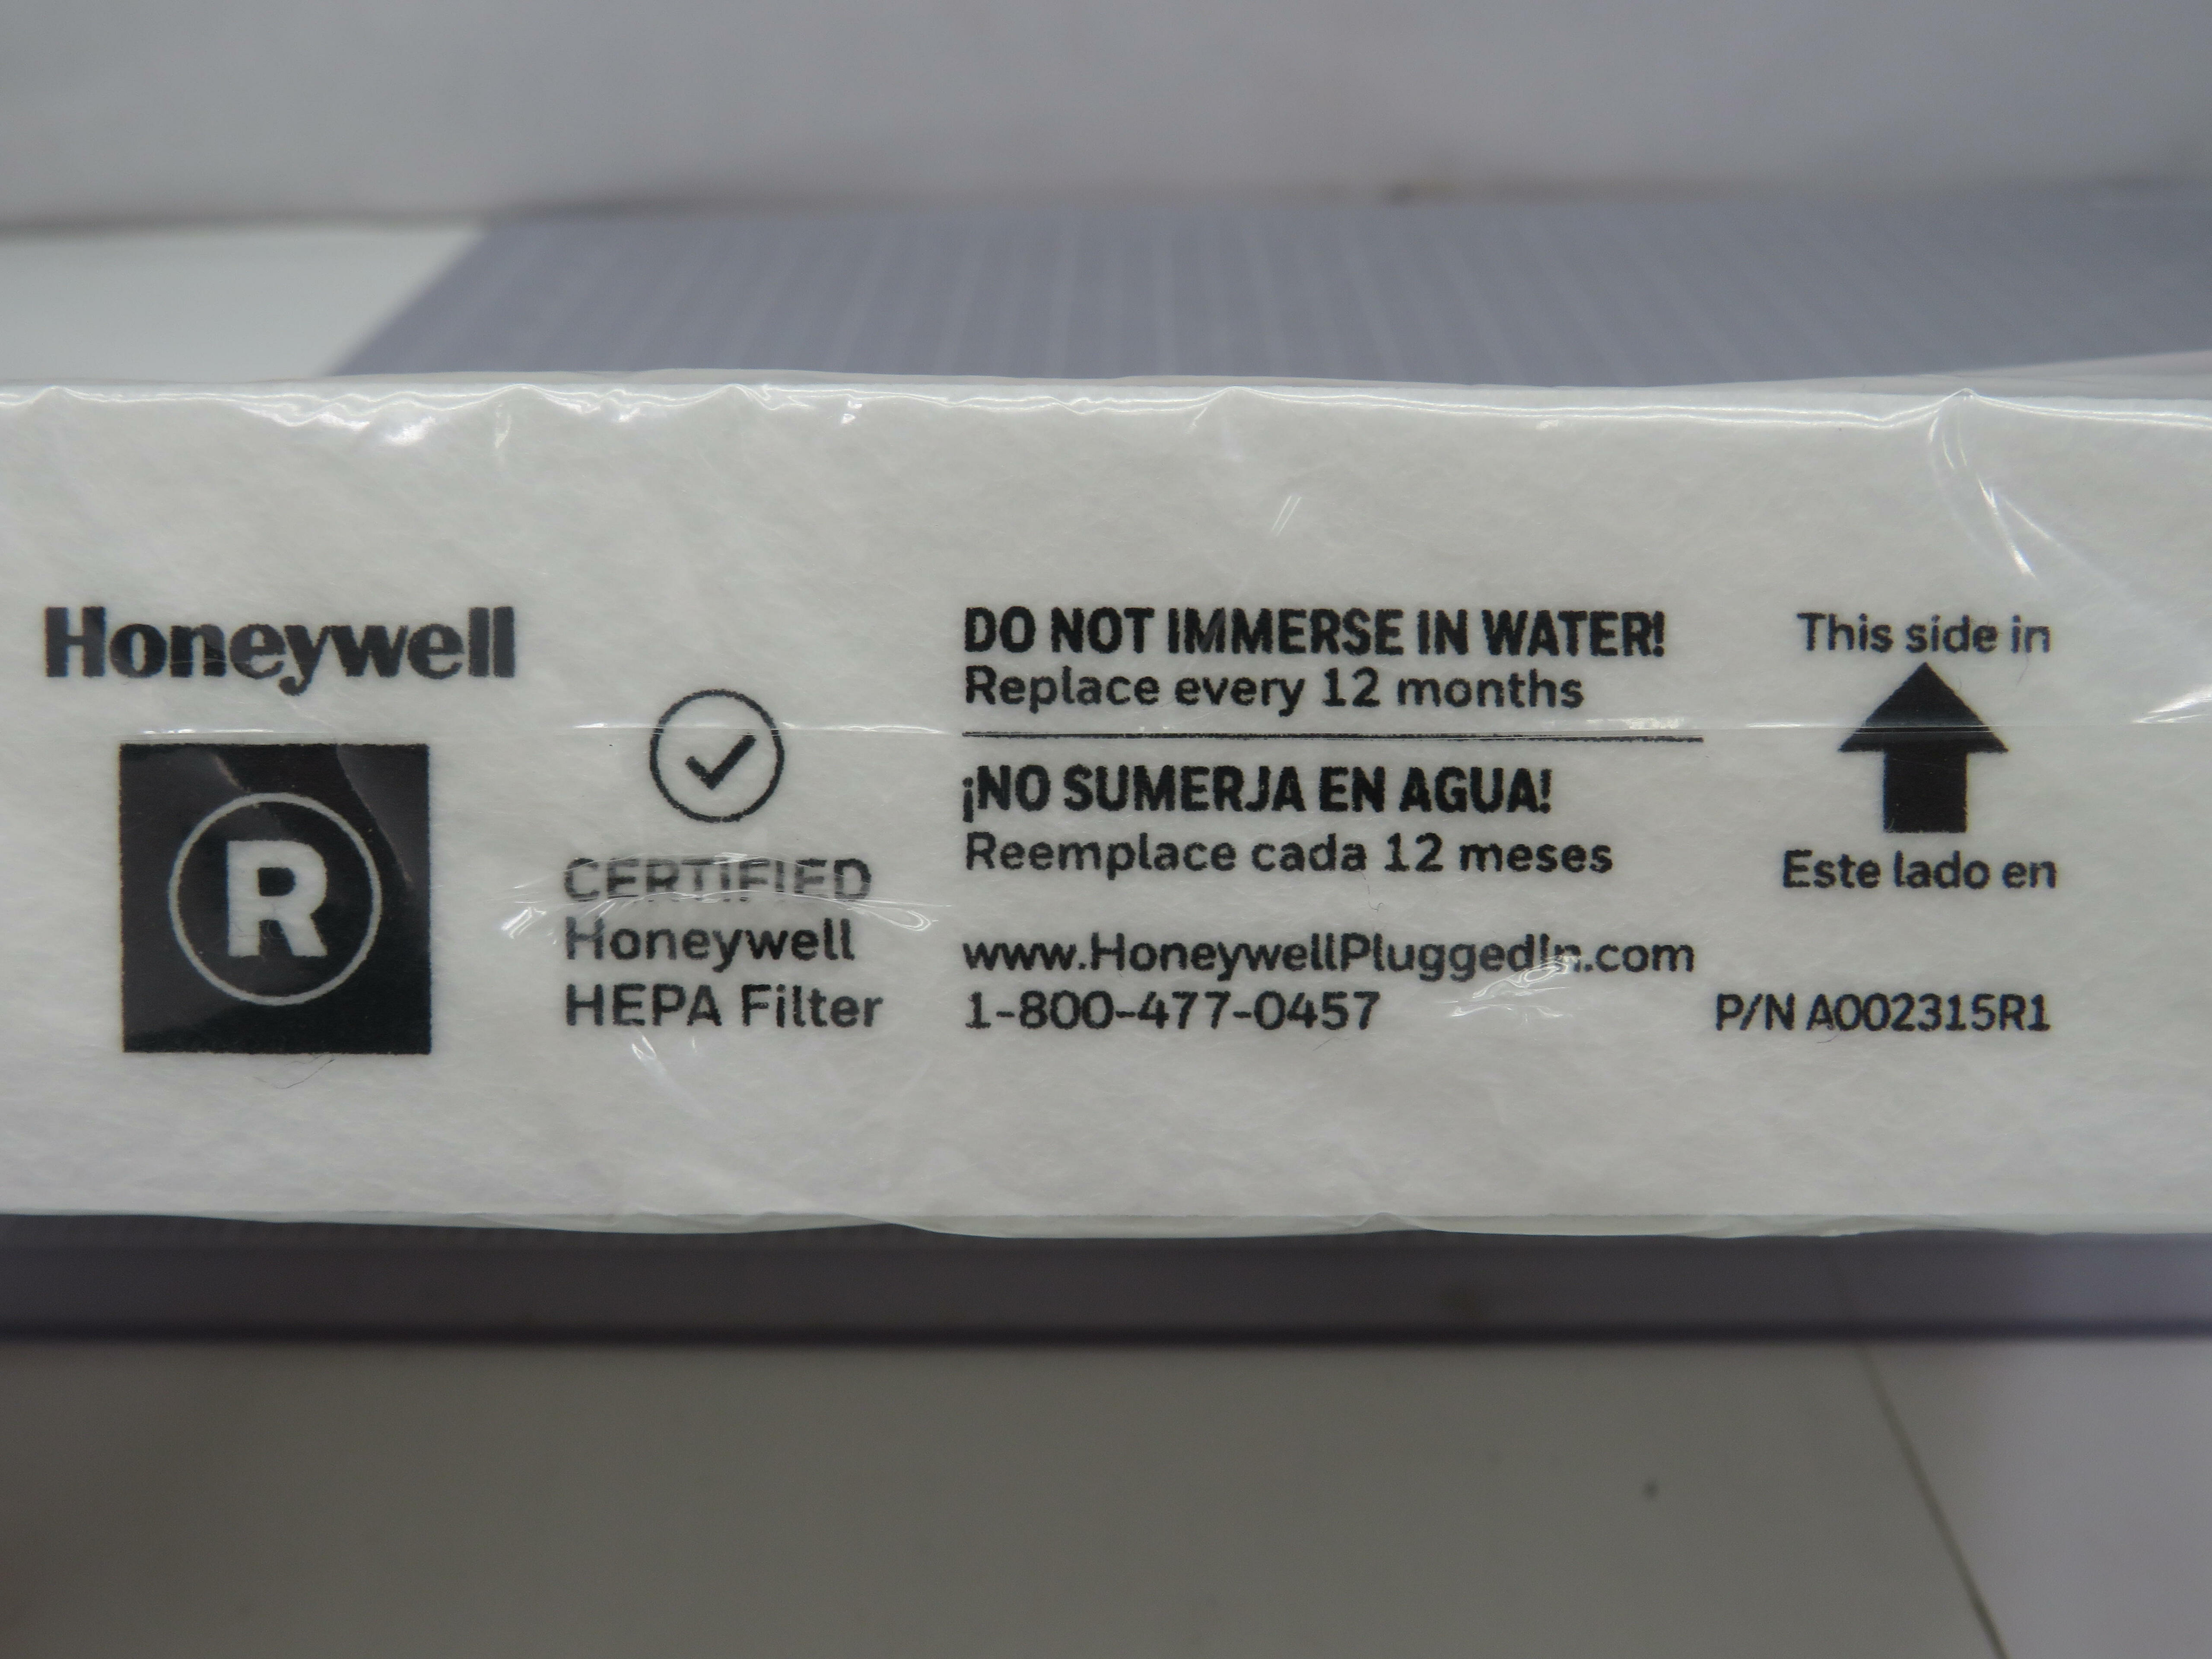 Honeywell
R
CERTIFIED
Honeywell
HEPA Filter
DO NOT IMMERSE IN WATER!
Replace every 12 months
¡NO SUMERJA EN AGUA!
Reemplace cada 12 meses
www.HoneywellPluggedIn.com
1-800-477-0457
This side in
Este lado en
P/N A002315R1